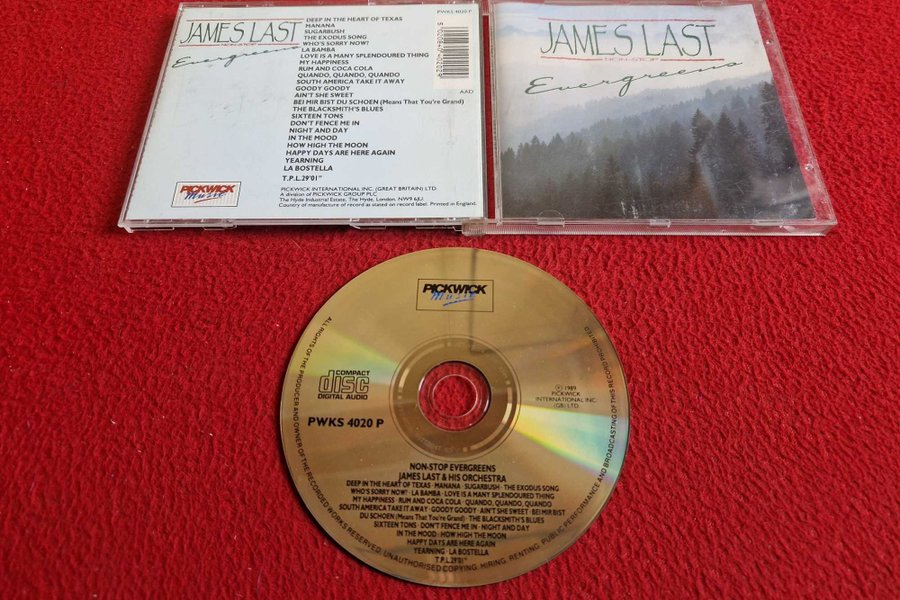 JAMES LAST
NON-STOP
Evergreens
DEEP IN THE HEART OF TEXAS
MANANA
SUGARBUSH
THE EXODUS SONG
WHO'S SORRY NOW?
LA BAMBA
LOVE IS A MANY SPLENDOURED THING
MY HAPPINESS
RUM AND COCA COLA
QUANDO, QUANDO, QUANDO
SOUTH AMERICA TAKE IT AWAY
GOODY GOODY
AIN'T SHE SWEET
BEI MIR BIST DU SCHOEN (Means That You're Grand)
THE BLACKSMITH'S BLUES
SIXTEEN TONS
DON'T FENCE ME IN
NIGHT AND DAY
IN THE MOOD
HOW HIGH THE MOON
HAPPY DAYS ARE HERE AGAIN
YEARNING
LA BOSTELLA
T.P.L.29'01"
PWKS 4020 P
AAD
PICKWICK
Music
PICKWICK INTERNATIONAL INC. (GREAT BRITAIN) LTD.
A division of PICKWICK GROUP PLC
The Hyde Industrial Estate, The Hyde, London. NW9 6JU.
Country of manufacture of record as stated on record label. Printed in England.
JAMES LAST
NON-STOP
Evergreens
PICKWICK
Music
COMPACT
disc
DIGITAL AUDIO
PWKS 4020 P
℗ 1989
PICKWICK
INTERNATIONAL INC.
(GB) LTD
NON-STOP EVERGREENS
JAMES LAST & HIS ORCHESTRA
DEEP IN THE HEART OF TEXAS · MANANA · SUGARBUSH · THE EXODUS SONG
WHO'S SORRY NOW? · LA BAMBA · LOVE IS A MANY SPLENDOURED THING
MY HAPPINESS · RUM AND COCA COLA · QUANDO, QUANDO, QUANDO
SOUTH AMERICA TAKE IT AWAY · GOODY GOODY · AIN'T SHE SWEET · BEI MIR BIST
DU SCHOEN (Means That You're Grand) · THE BLACKSMITH'S BLUES
SIXTEEN TONS · DON'T FENCE ME IN · NIGHT AND DAY
IN THE MOOD · HOW HIGH THE MOON
HAPPY DAYS ARE HERE AGAIN
YEARNING · LA BOSTELLA
T.P.L.29'01"
ALL RIGHTS OF THE PRODUCER AND OWNER OF THE RECORDED WORKS RESERVED. UNAUTHORISED COPYING, HIRING, RENTING, PUBLIC PERFORMANCE AND BROADCASTING OF THIS RECORD PROHIBITED